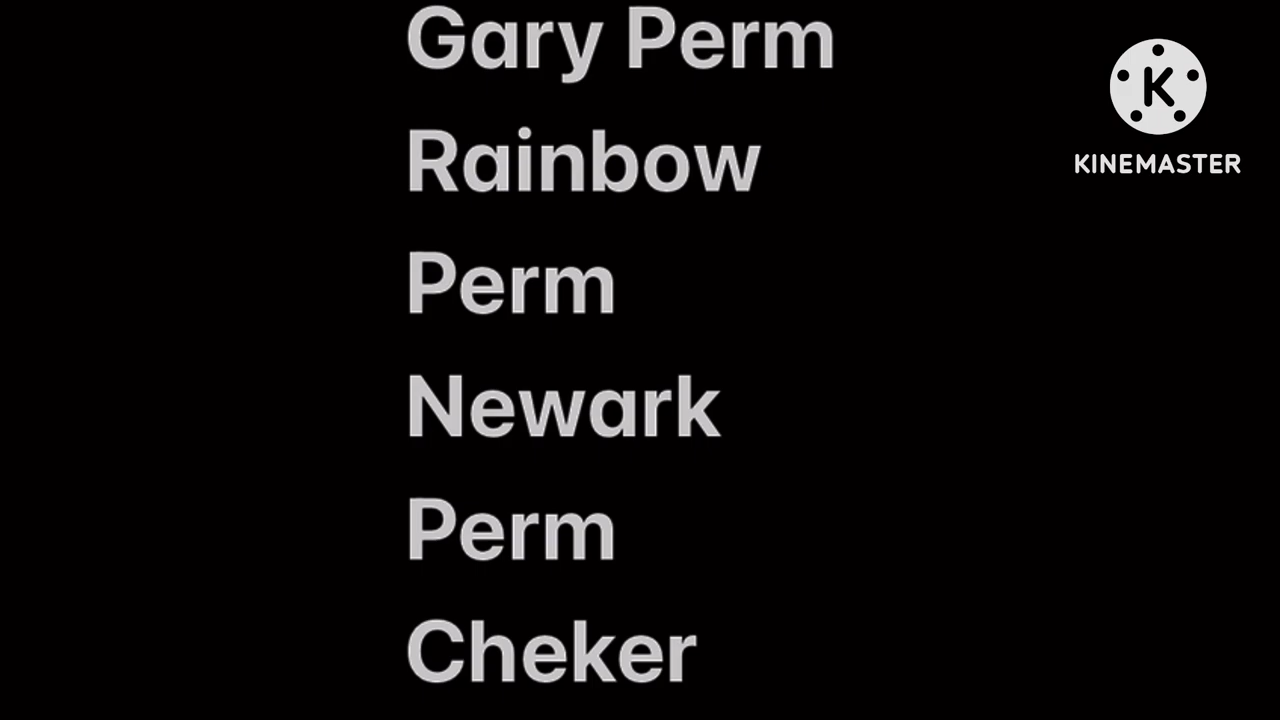 Gary Perm
Rainbow
Perm
Newark
Perm
Cheker
K
KINEMASTER